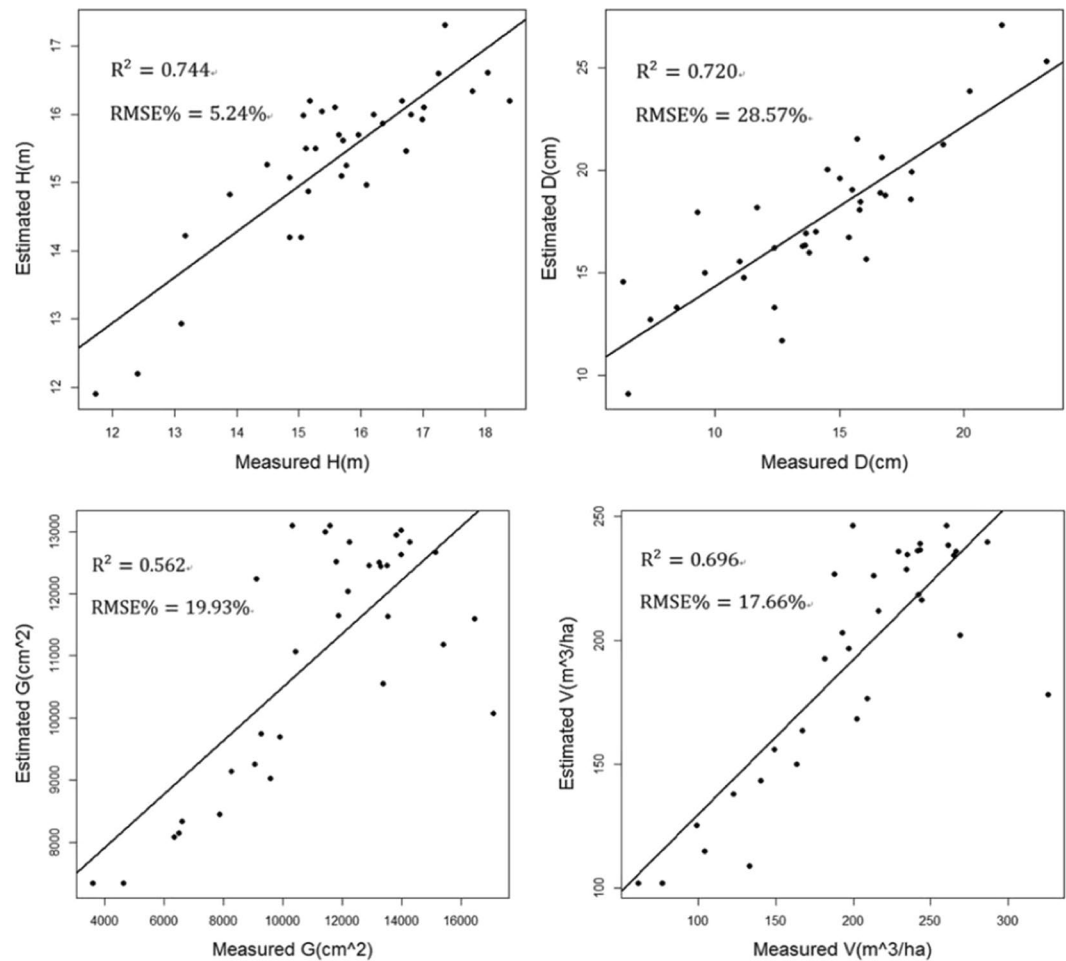 R² = 0.744
RMSE% = 5.24%
Estimated H(m)
17
16
15
14
13
12
12 13 14 15 16 17 18
Measured H(m)
R² = 0.720
RMSE% = 28.57%
Estimated D(cm)
25
20
15
10
10 15 20
Measured D(cm)
R² = 0.562
RMSE% = 19.93%
Estimated G(cm^2)
13000
12000
11000
10000
9000
8000
4000 6000 8000 10000 12000 14000 16000
Measured G(cm^2)
R² = 0.696
RMSE% = 17.66%
Estimated V(m^3/ha)
250
200
150
100
100 150 200 250 300
Measured V(m^3/ha)